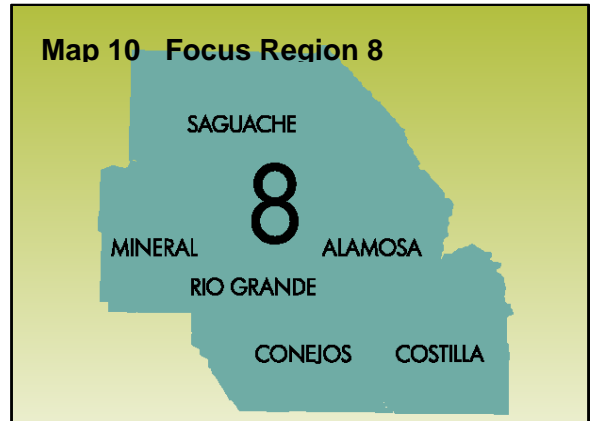 Map 10 Focus Region 8
SAGUACHE
8
MINERAL ALAMOSA
RIO GRANDE
CONEJOS COSTILLA